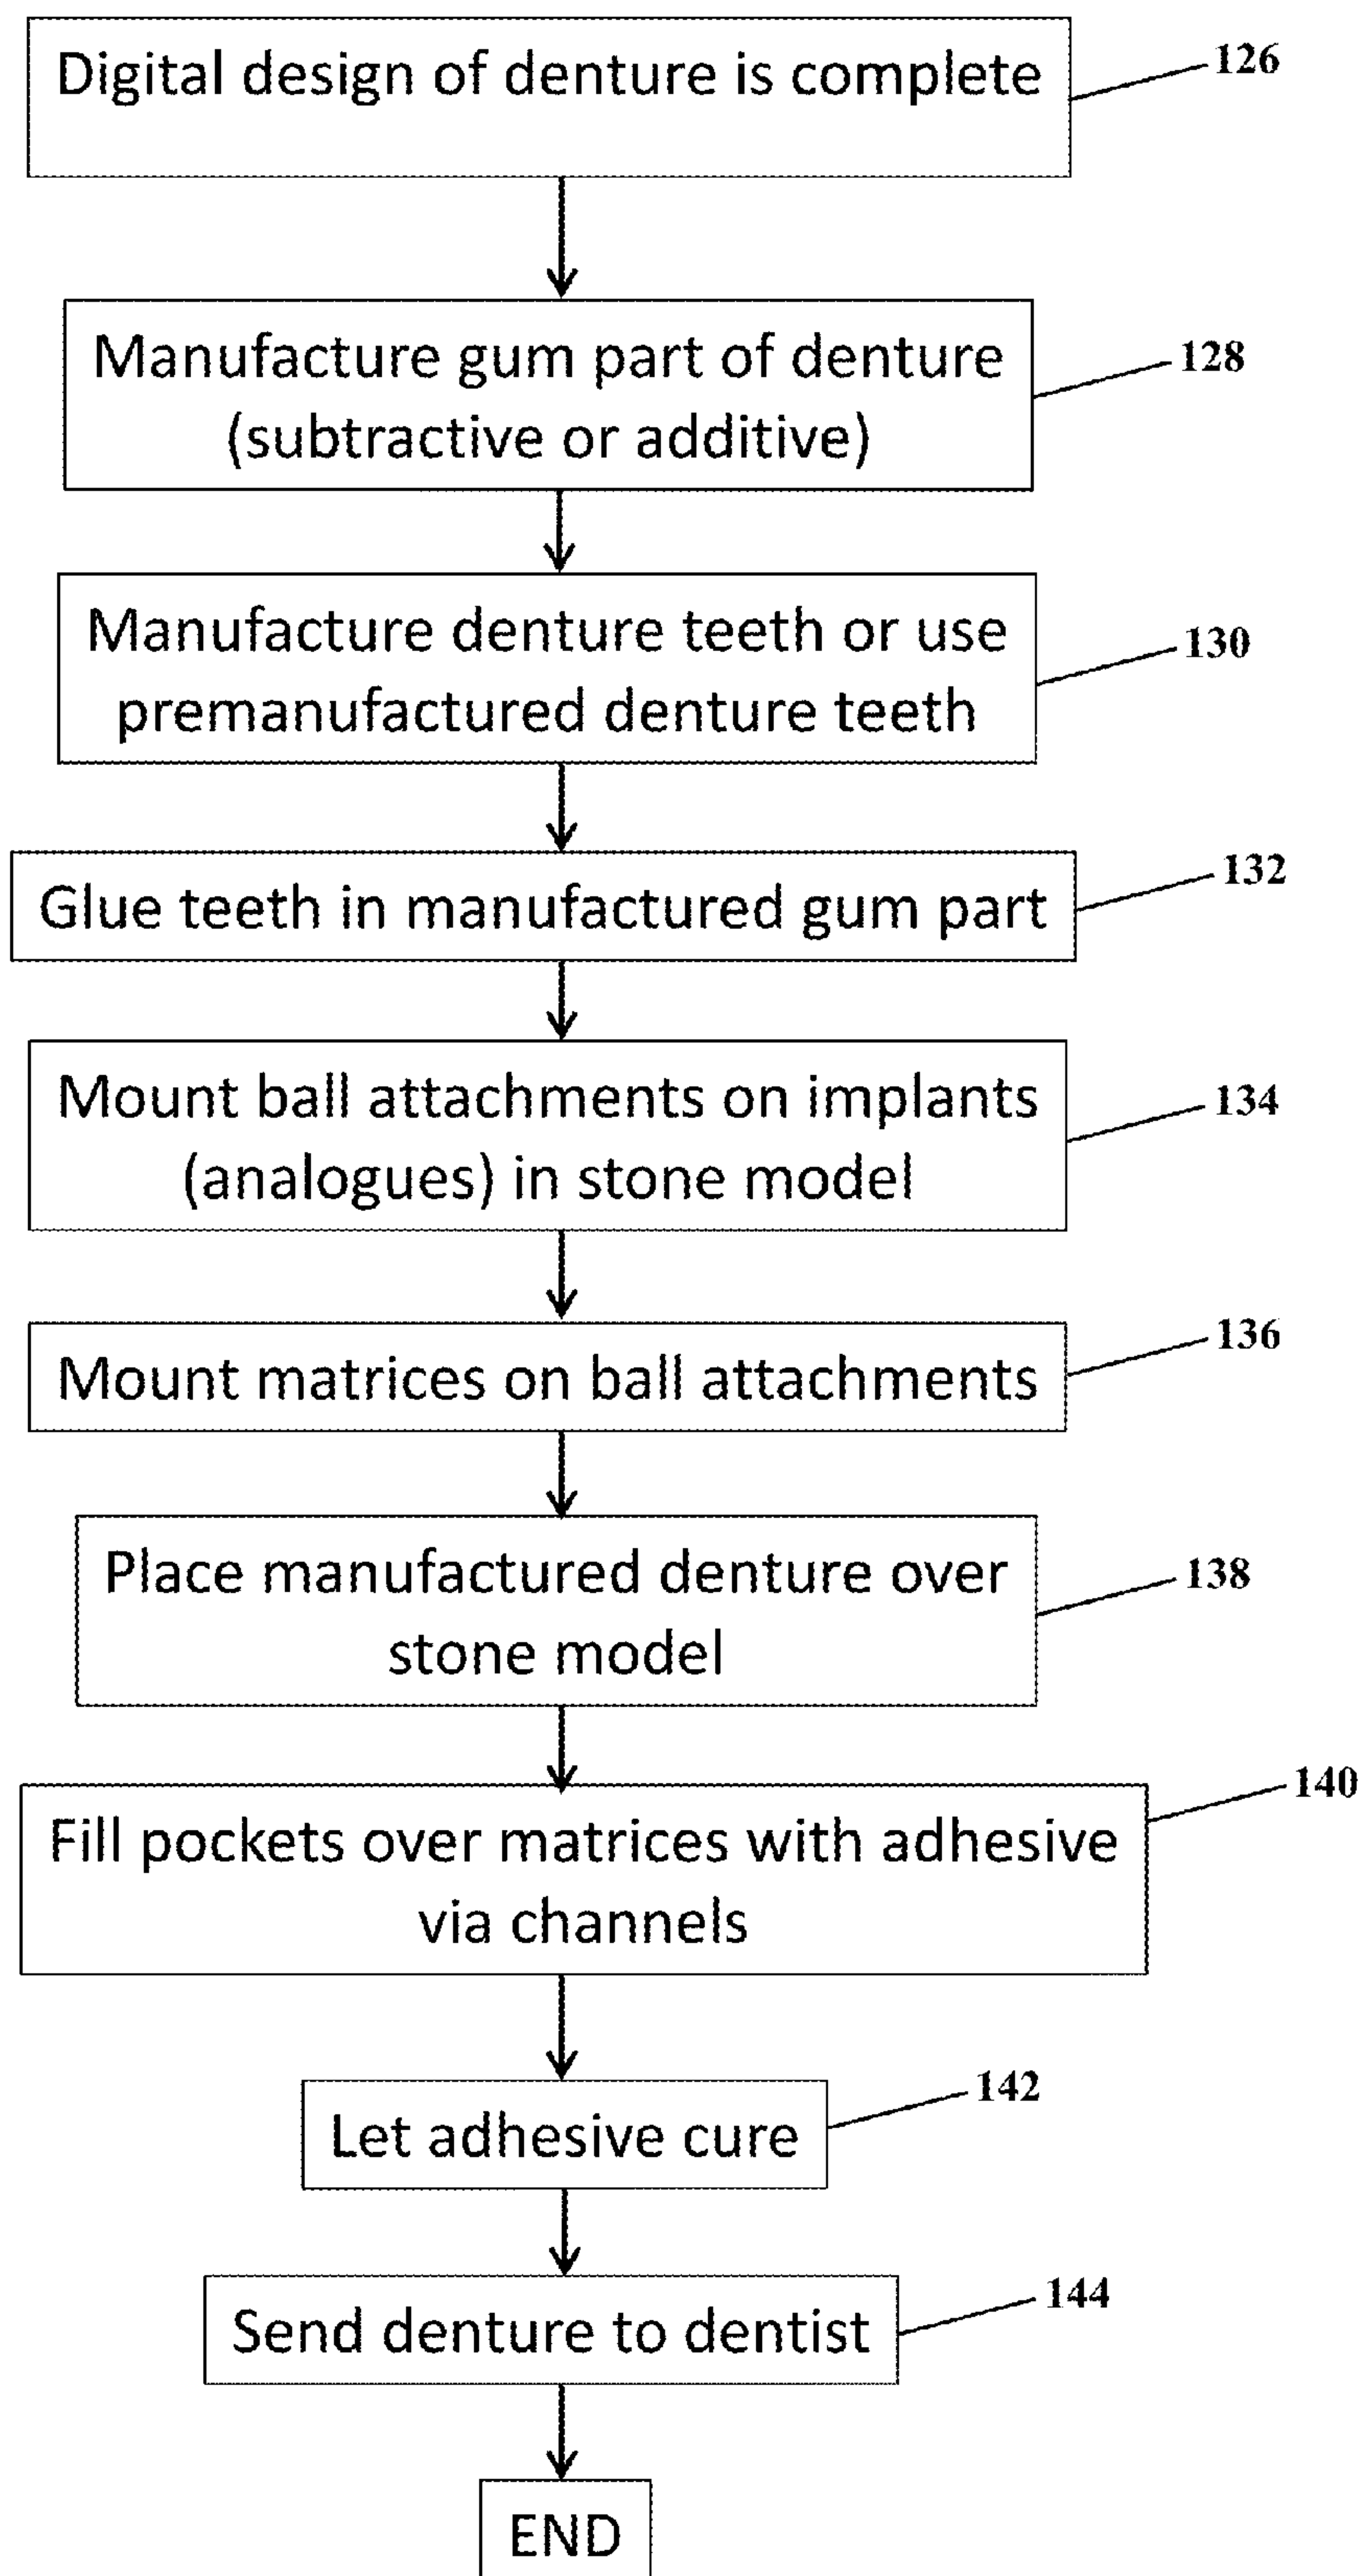 Digital design of denture is complete
126
Manufacture gum part of denture
(subtractive or additive)
128
Manufacture denture teeth or use
premanufactured denture teeth
130
Glue teeth in manufactured gum part
132
Mount ball attachments on implants
(analogues) in stone model
134
Mount matrices on ball attachments
136
Place manufactured denture over
stone model
138
Fill pockets over matrices with adhesive
via channels
140
Let adhesive cure
142
Send denture to dentist
144
END